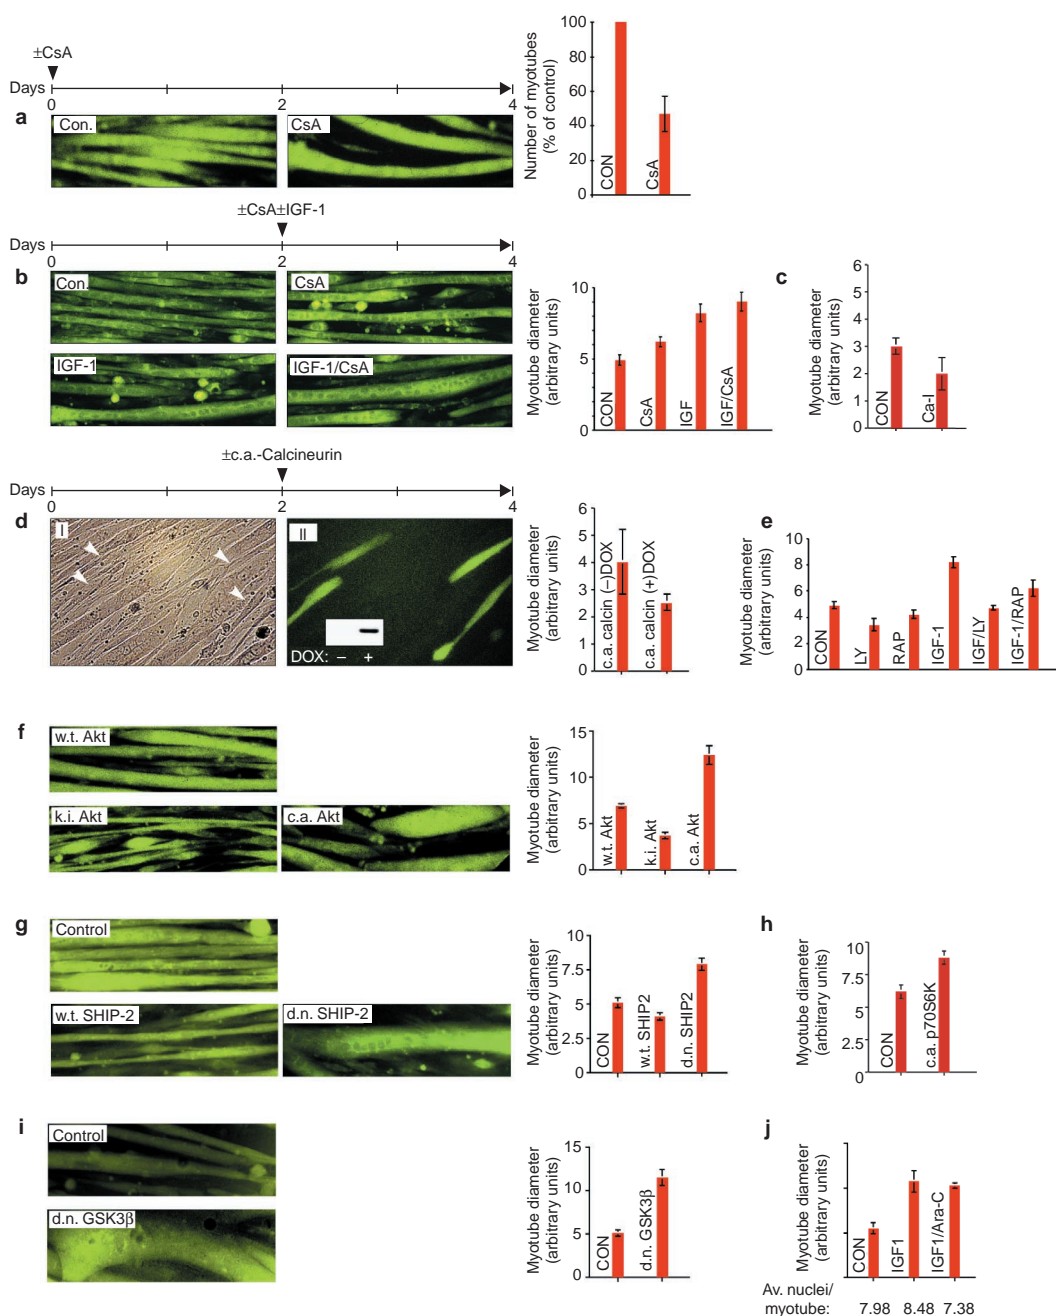 ±CsA
Days
0 2 4
a
Con.
CsA
Number of myotubes
(% of control)
100
80
60
40
20
0
CON
CsA
±CsA±IGF-1
Days
0 2 4
b
Con.
CsA
IGF-1
IGF-1/CsA
Myotube diameter
(arbitrary units)
10
5
0
CON
CsA
IGF
IGF/CsA
c
Myotube diameter
(arbitrary units)
6
5
4
3
2
1
0
CON
Ca-I
±c.a.-Calcineurin
Days
0 2 4
d
I
II
DOX: – +
Myotube diameter
(arbitrary units)
6
5
4
3
2
1
0
c.a. calcin (–)DOX
c.a. calcin (+)DOX
e
Myotube diameter
(arbitrary units)
10
8
6
4
2
0
CON
LY
RAP
IGF-1
IGF/LY
IGF-1/RAP
f
w.t. Akt
k.i. Akt
c.a. Akt
Myotube diameter
(arbitrary units)
15
10
5
0
w.t. Akt
k.i. Akt
c.a. Akt
g
Control
w.t. SHIP-2
d.n. SHIP-2
Myotube diameter
(arbitrary units)
10
7.5
5
2.5
0
CON
w.t. SHIP2
d.n. SHIP2
h
Myotube diameter
(arbitrary units)
10
7.5
5
2.5
0
CON
c.a. p70S6K
i
Control
d.n. GSK3β
Myotube diameter
(arbitrary units)
15
10
5
0
CON
d.n. GSK3β
j
Myotube diameter
(arbitrary units)
CON
IGF1
IGF1/Ara-C
Av. nuclei/
myotube: 7.98 8.48 7.38